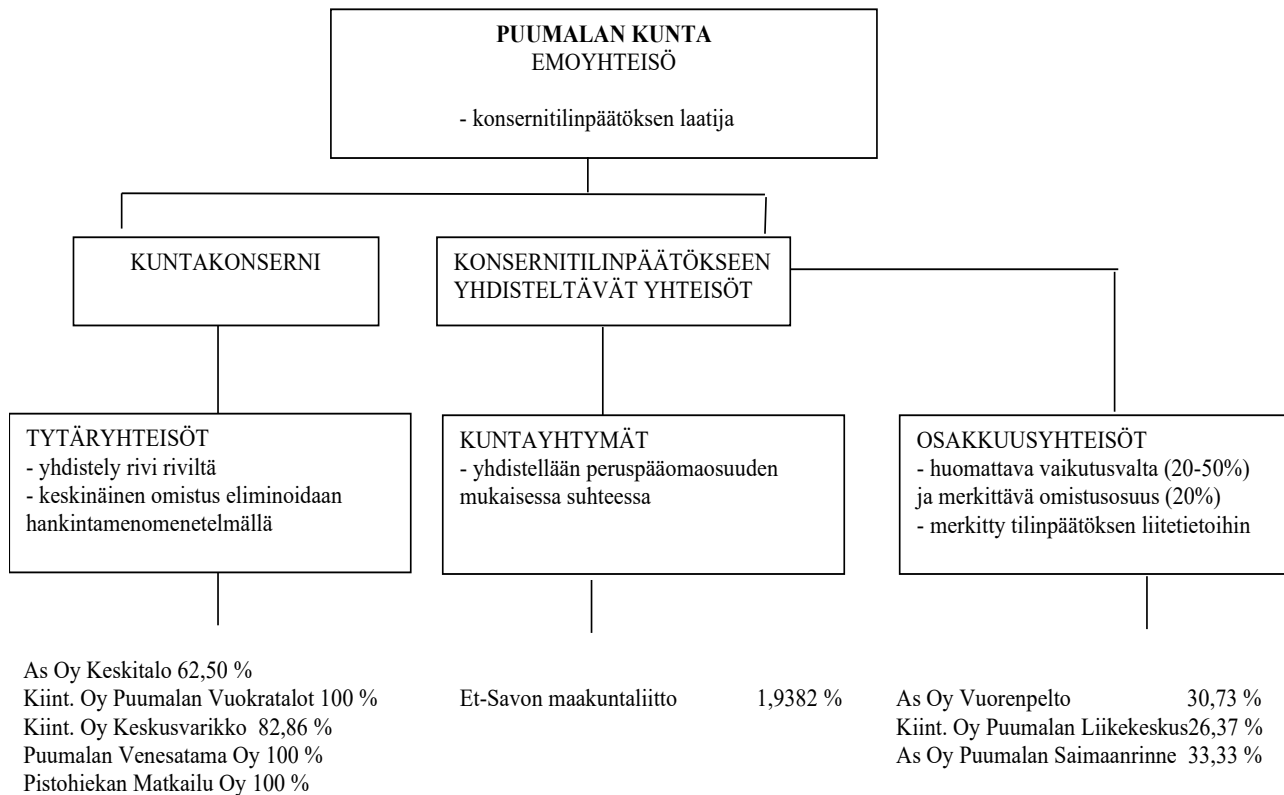 PUUMALAN KUNTA
EMOYHTEISÖ
- konsernitilinpäätöksen laatija
KUNTAKONSERNI
KONSERNITILINPÄÄTÖKSEEN
YHDISTELTÄVÄT YHTEISÖT
TYTÄRYHTEISÖT
- yhdistely rivi riviltä
- keskinäinen omistus eliminoidaan
hankintamenomenetelmällä
KUNTAYHTYMÄT
- yhdistellään peruspääomaosuuden
mukaisessa suhteessa
OSAKKUUSYHTEISÖT
- huomattava vaikutusvalta (20-50%)
ja merkittävä omistusosuus (20%)
- merkitty tilinpäätöksen liitetietoihin
As Oy Keskitalo 62,50 %
Kiint. Oy Puumalan Vuokratalot 100 %
Kiint. Oy Keskusvarikko 82,86 %
Puumalan Venesatama Oy 100 %
Pistohiekan Matkailu Oy 100 %
Et-Savon maakuntaliitto 1,9382 %
As Oy Vuorenpelto 30,73 %
Kiint. Oy Puumalan Liikekeskus26,37 %
As Oy Puumalan Saimaanrinne 33,33 %